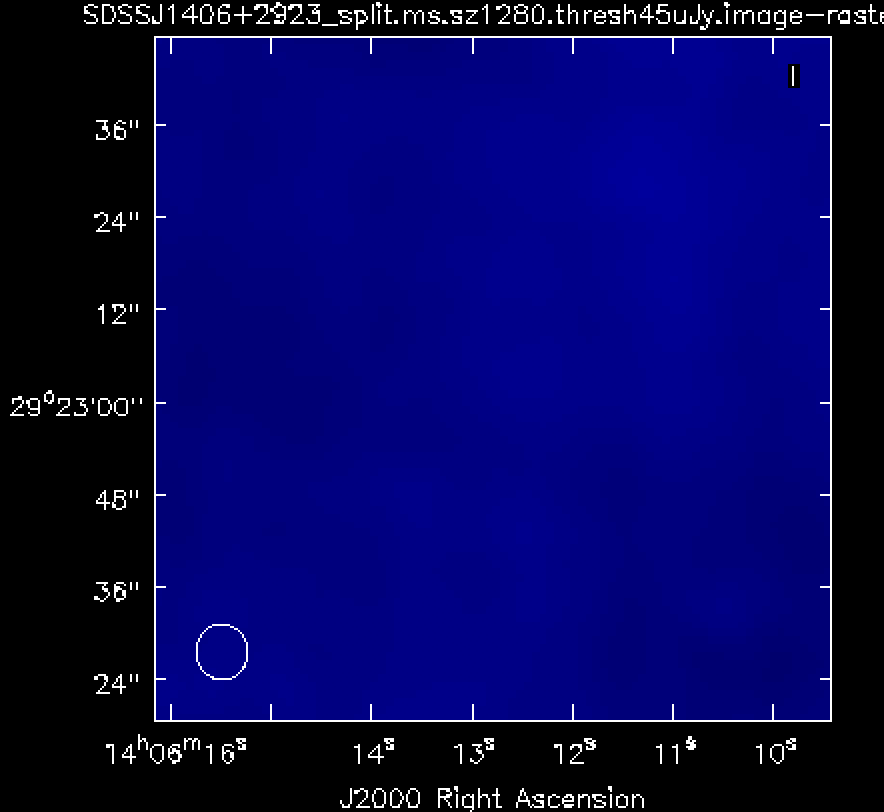 SDSSJ1406+2923_split.ms.sz1280.thresh45uJy.image-raste
I
36"
24"
12"
29°23'00"
48"
36"
24"
14ʰ06ᵐ16ˢ 14ˢ 13ˢ 12ˢ 11ˢ 10ˢ
J2000 Right Ascension